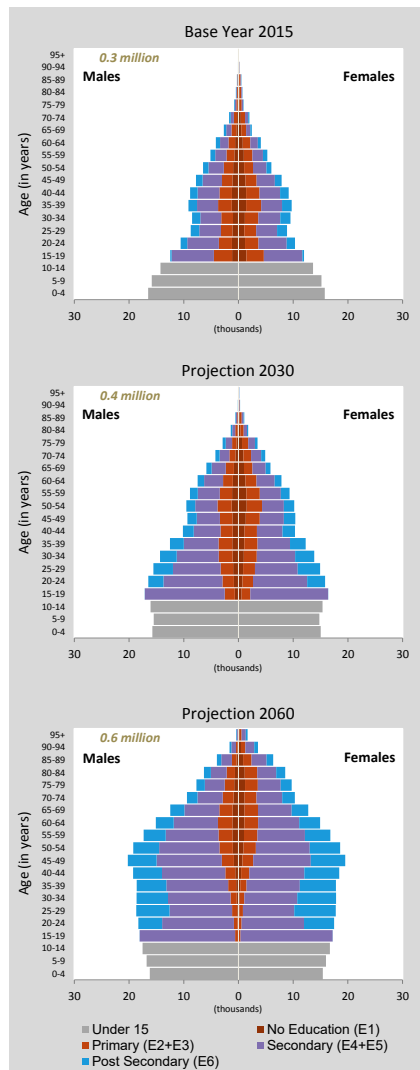 Base Year 2015
0.3 million
Males
Females
Age (in years)
95+
90-94
85-89
80-84
75-79
70-74
65-69
60-64
55-59
50-54
45-49
40-44
35-39
30-34
25-29
20-24
15-19
10-14
5-9
0-4
30 20 10 0 10 20 30
(thousands)
Projection 2030
0.4 million
Males
Females
Age (in years)
95+
90-94
85-89
80-84
75-79
70-74
65-69
60-64
55-59
50-54
45-49
40-44
35-39
30-34
25-29
20-24
15-19
10-14
5-9
0-4
30 20 10 0 10 20 30
(thousands)
Projection 2060
0.6 million
Males
Females
Age (in years)
95+
90-94
85-89
80-84
75-79
70-74
65-69
60-64
55-59
50-54
45-49
40-44
35-39
30-34
25-29
20-24
15-19
10-14
5-9
0-4
30 20 10 0 10 20 30
(thousands)
Under 15
No Education (E1)
Primary (E2+E3)
Secondary (E4+E5)
Post Secondary (E6)